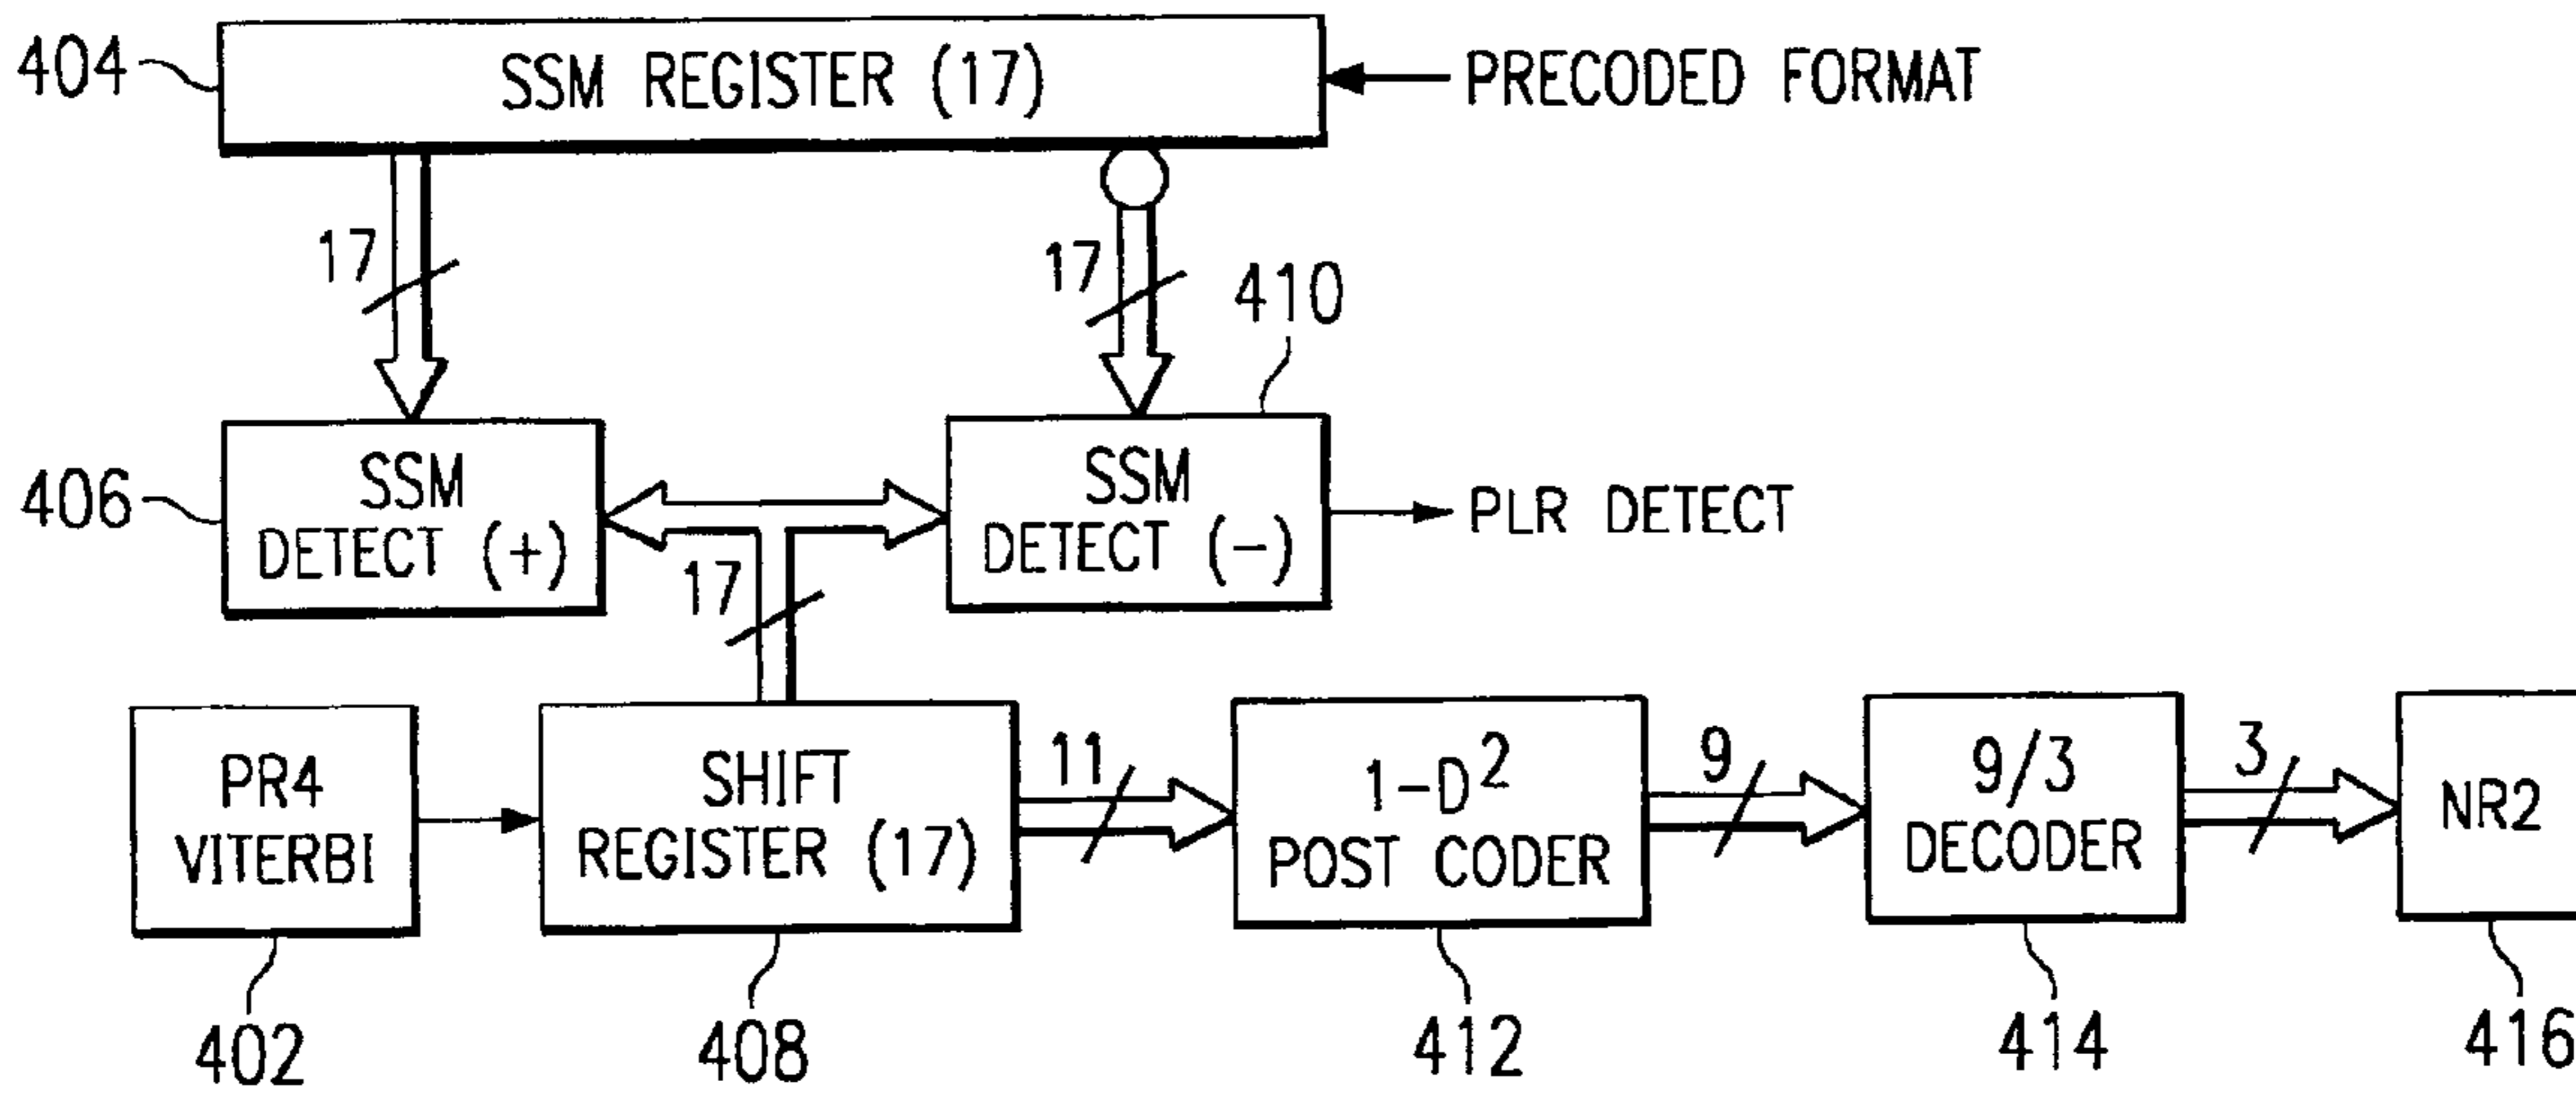 404
SSM REGISTER (17)
PRECODED FORMAT
17
17
410
406
SSM
DETECT (+)
SSM
DETECT (-)
PLR DETECT
17
PR4
VITERBI
SHIFT
REGISTER (17)
11
1-D²
POST CODER
9
9/3
DECODER
3
NR2
402
408
412
414
416